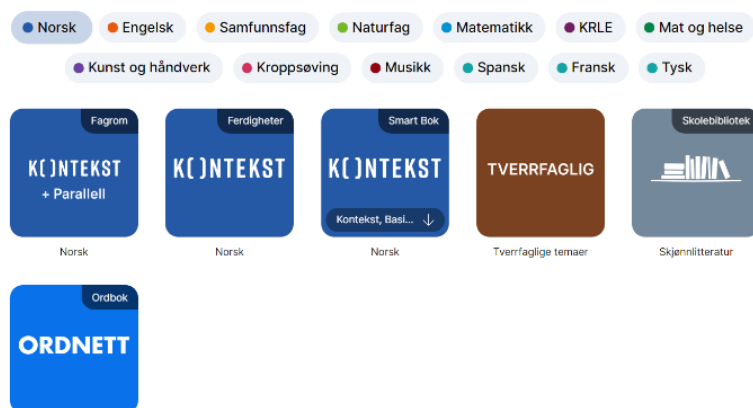 Norsk Engelsk Samfunnsfag Naturfag Matematikk KRLE Mat og helse
Kunst og håndverk Kroppsøving Musikk Spansk Fransk Tysk
Fagrom Ferdigheter Smart Bok Skolebibliotek
K()NTEKST K()NTEKST K()NTEKST TVERRFAGLIG
+ Parallell
Kontekst, Basi...
Norsk Norsk Norsk Tverrfaglige temaer Skjønnlitteratur
Ordbok
ORDNETT